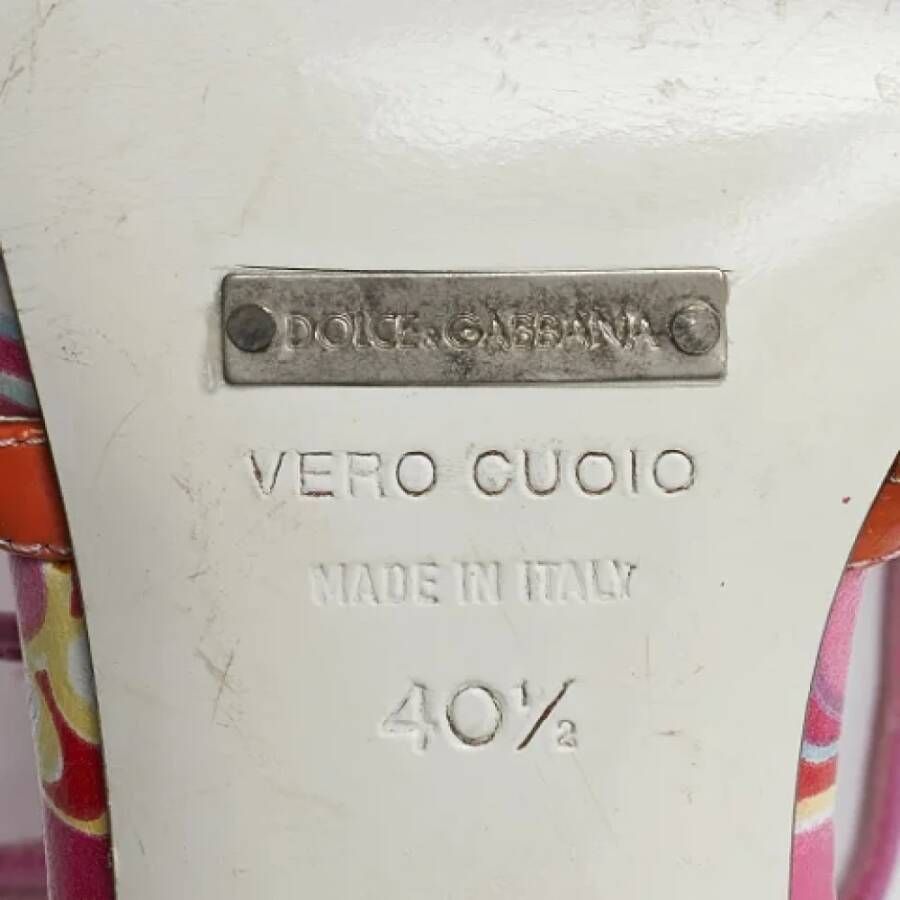 DOLCE & GABBANA
VERO CUOIO
MADE IN ITALY
40½